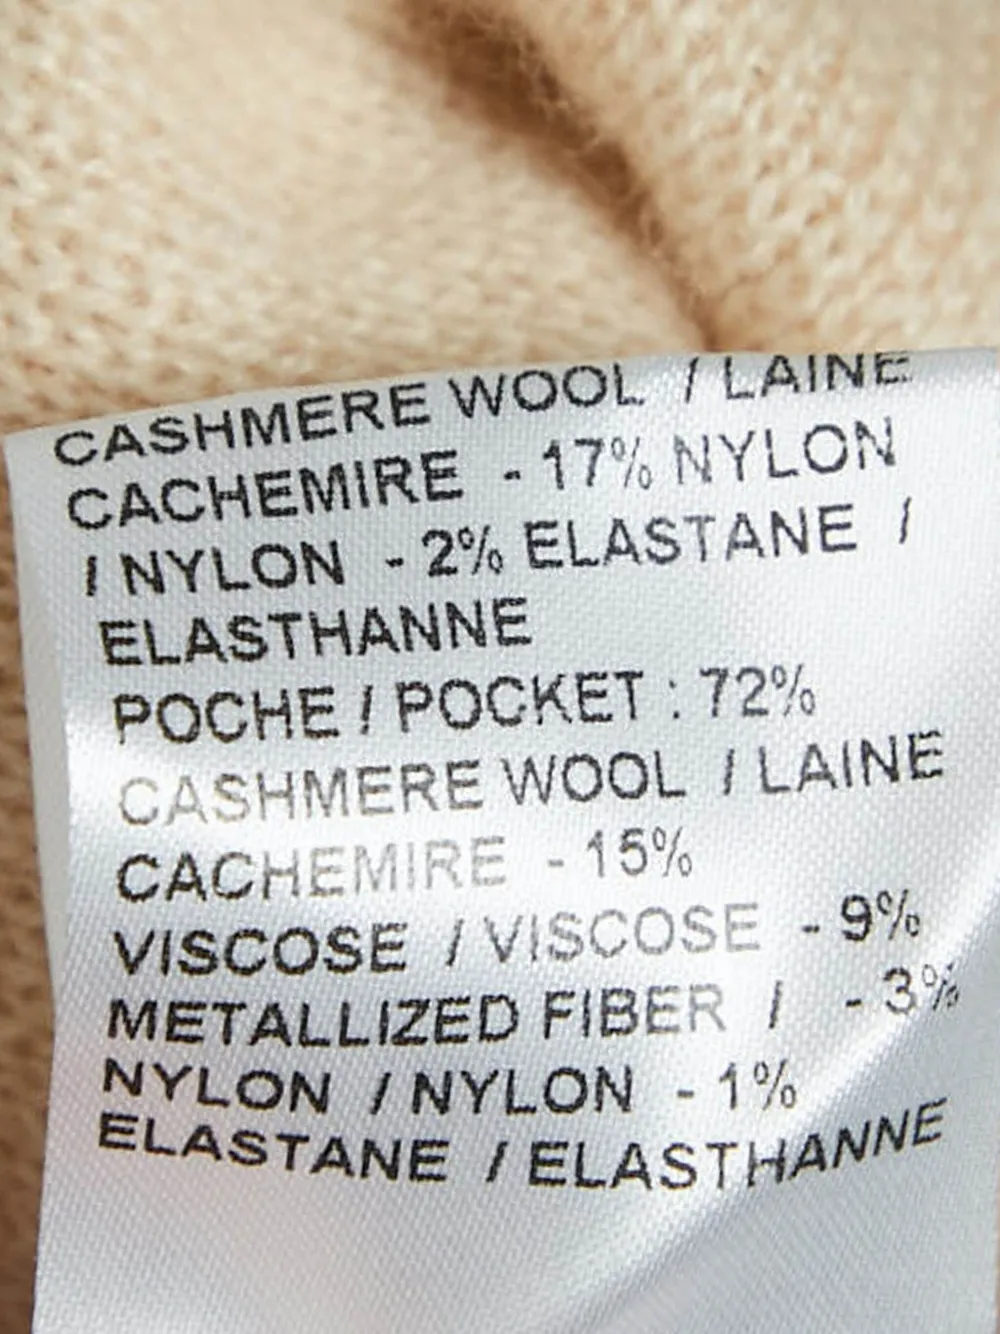 CASHMERE WOOL / LAINE
CACHEMIRE - 17% NYLON
/ NYLON - 2% ELASTANE /
ELASTHANNE
POCHE / POCKET : 72%
CASHMERE WOOL / LAINE
CACHEMIRE - 15%
VISCOSE / VISCOSE - 9%
METALLIZED FIBER / - 3%
NYLON / NYLON - 1%
ELASTANE / ELASTHANNE